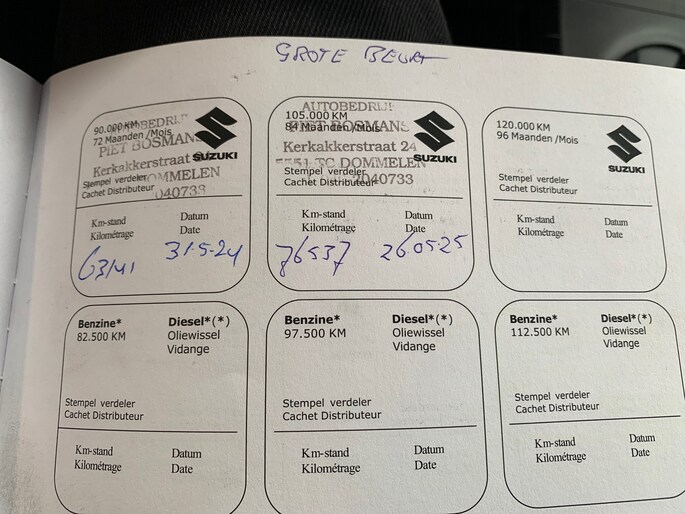 GROTE BEURT
90.000 KM
72 Maanden /Mois
AUTOBEDRIJF
PIET BOSMANS
Kerkakkerstraat
DOMMELEN
2040733
SUZUKI
Stempel verdeler
Cachet Distributeur
Km-stand Datum
Kilométrage Date
63141 31-5-24
105.000 KM
84 Maanden /Mois
AUTOBEDRIJF
PIET BOSMANS
Kerkakkerstraat 24
5551 TC DOMMELEN
2040733
SUZUKI
Stempel verdeler
Cachet Distributeur
Km-stand Datum
Kilométrage Date
76537 26-05-25
120.000 KM
96 Maanden /Mois
SUZUKI
Stempel verdeler
Cachet Distributeur
Km-stand Datum
Kilométrage Date
Benzine* Diesel*(*)
82.500 KM Oliewissel
Vidange
Stempel verdeler
Cachet Distributeur
Km-stand Datum
Kilométrage Date
Benzine* Diesel*(*)
97.500 KM Oliewissel
Vidange
Stempel verdeler
Cachet Distributeur
Km-stand Datum
Kilométrage Date
Benzine* Diesel*(*)
112.500 KM Oliewissel
Vidange
Stempel verdeler
Cachet Distributeur
Km-stand Datum
Kilométrage Date